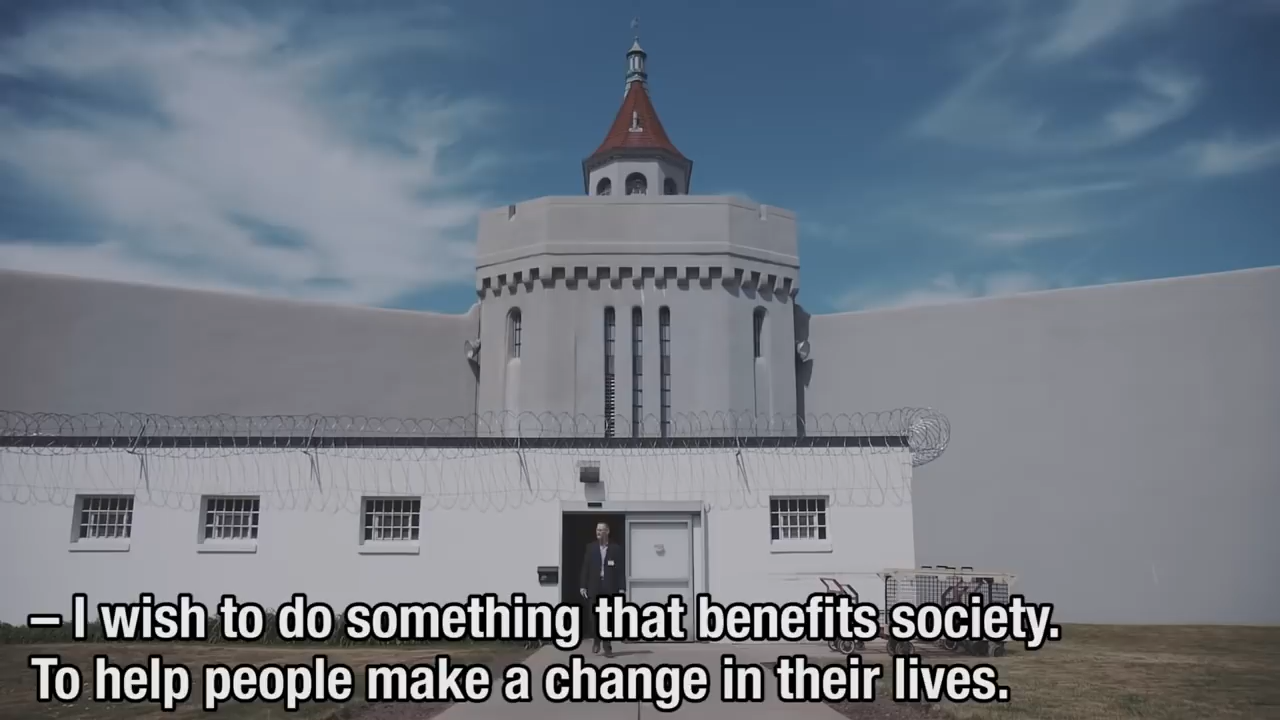 – I wish to do something that benefits society.
To help people make a change in their lives.